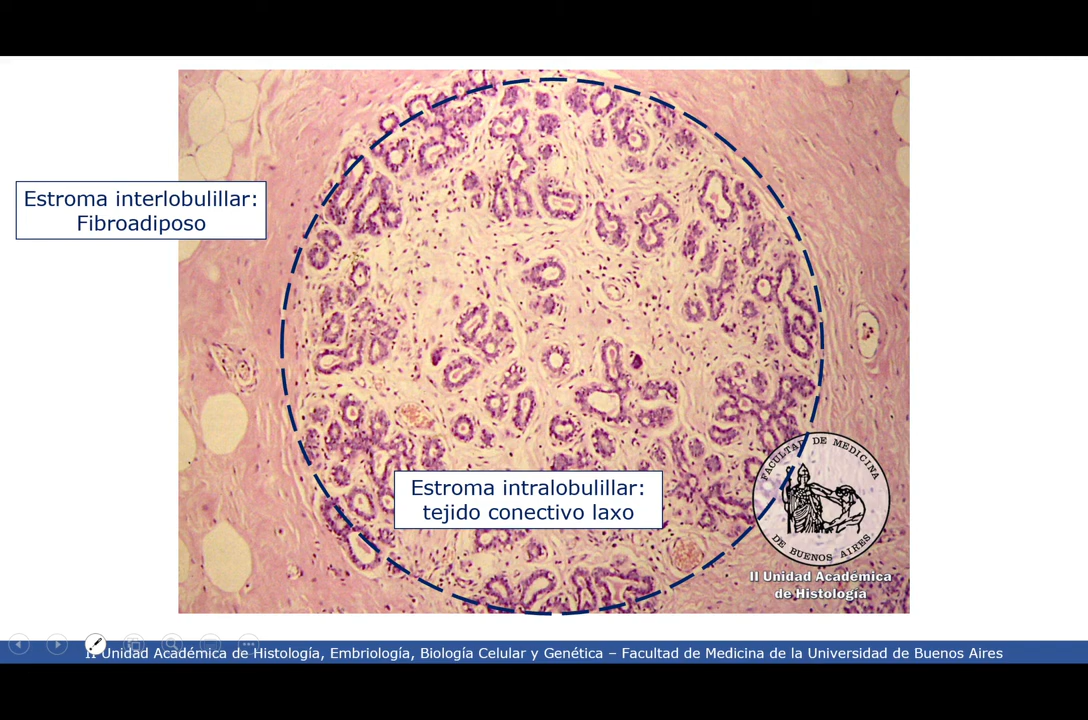 Estroma interlobulillar:
Fibroadiposo
Estroma intralobulillar:
tejido conectivo laxo
FACULTAD DE MEDICINA
DE BUENOS AIRES
II Unidad Académica
de Histología
II Unidad Académica de Histología, Embriología, Biología Celular y Genética – Facultad de Medicina de la Universidad de Buenos Aires